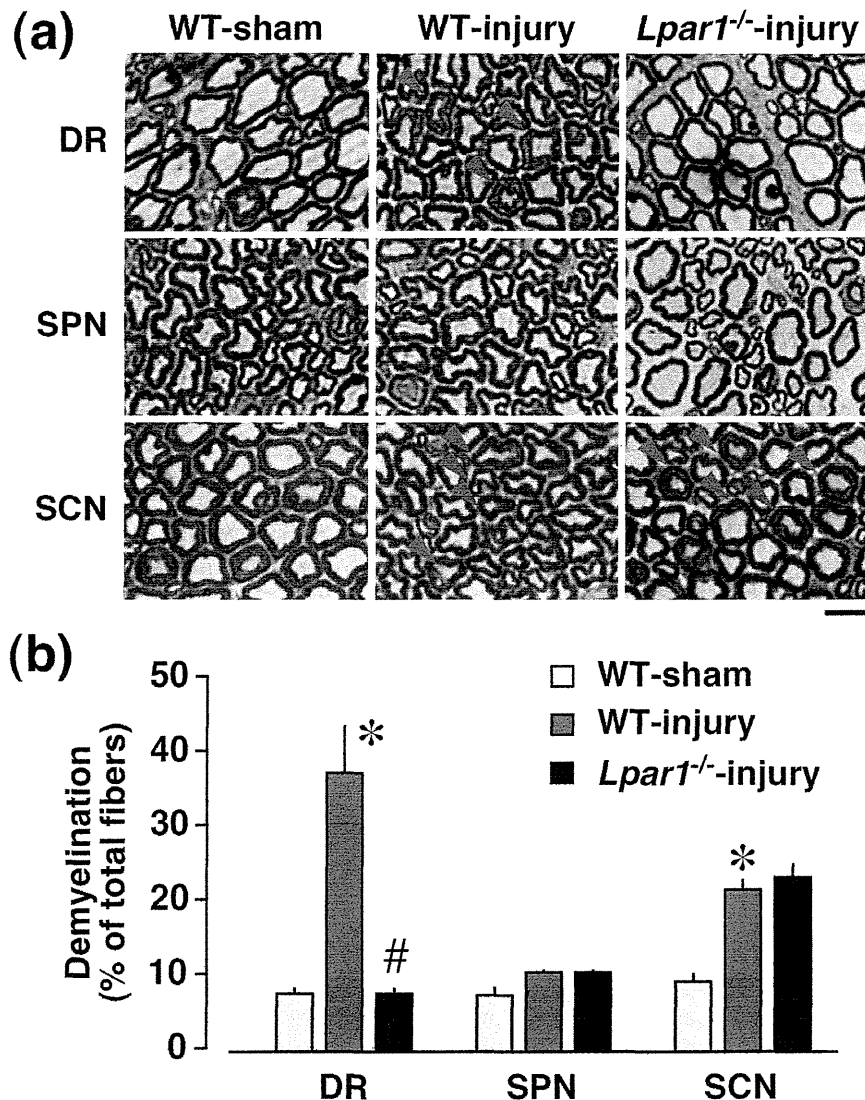 (a)
WT-sham
WT-injury
Lpar1-/--injury
DR
SPN
SCN
(b)
Demyelination
(% of total fibers)
50
40
30
20
10
0
WT-sham
WT-injury
Lpar1-/--injury
*
#
*
DR
SPN
SCN